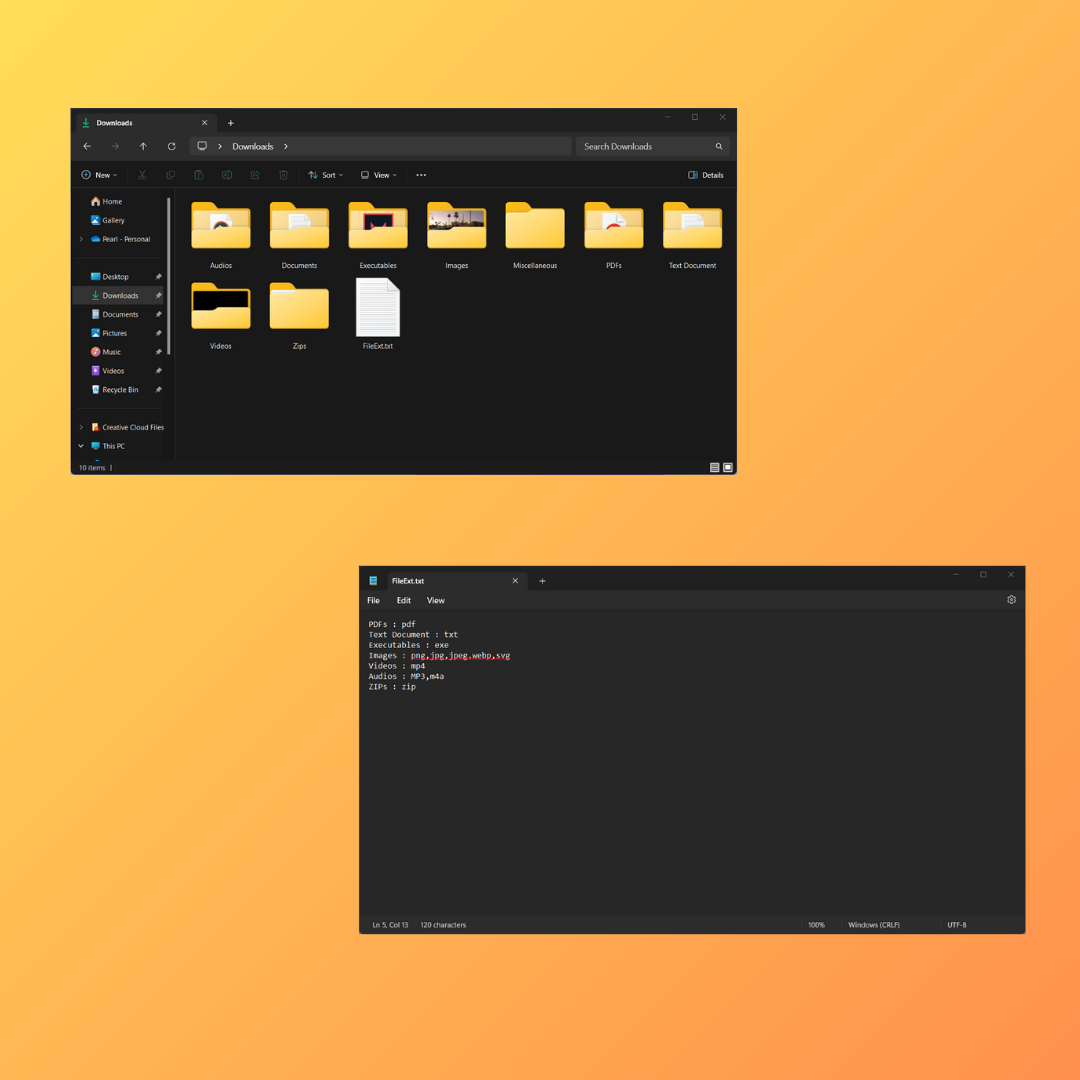 Downloads
Downloads
Search Downloads
New
Sort
View
Details
Home
Gallery
Pearl - Personal
Desktop
Downloads
Documents
Pictures
Music
Videos
Recycle Bin
Creative Cloud Files
This PC
Audios
Documents
Executables
Images
Miscellaneous
PDFs
Text Document
Videos
Zips
FileExt.txt
10 items
FileExt.txt
File Edit View
PDFs : pdf
Text Document : txt
Executables : exe
Images : png,jpg,jpeg,webp,svg
Videos : mp4
Audios : MP3,m4a
ZIPs : zip
Ln 5, Col 13 120 characters 100% Windows (CRLF) UTF-8